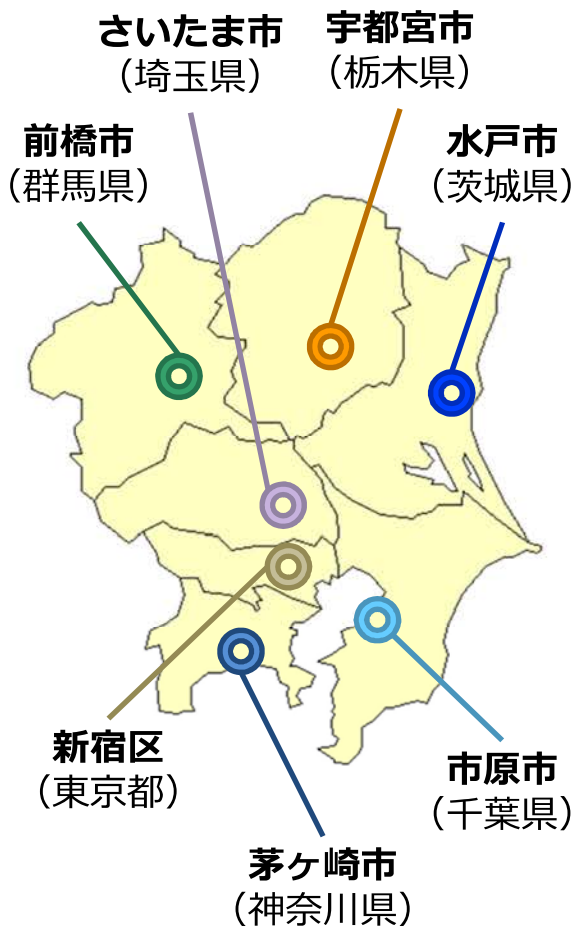 さいたま市
（埼玉県）
宇都宮市
（栃木県）
前橋市
（群馬県）
水戸市
（茨城県）
新宿区
（東京都）
市原市
（千葉県）
茅ヶ崎市
（神奈川県）